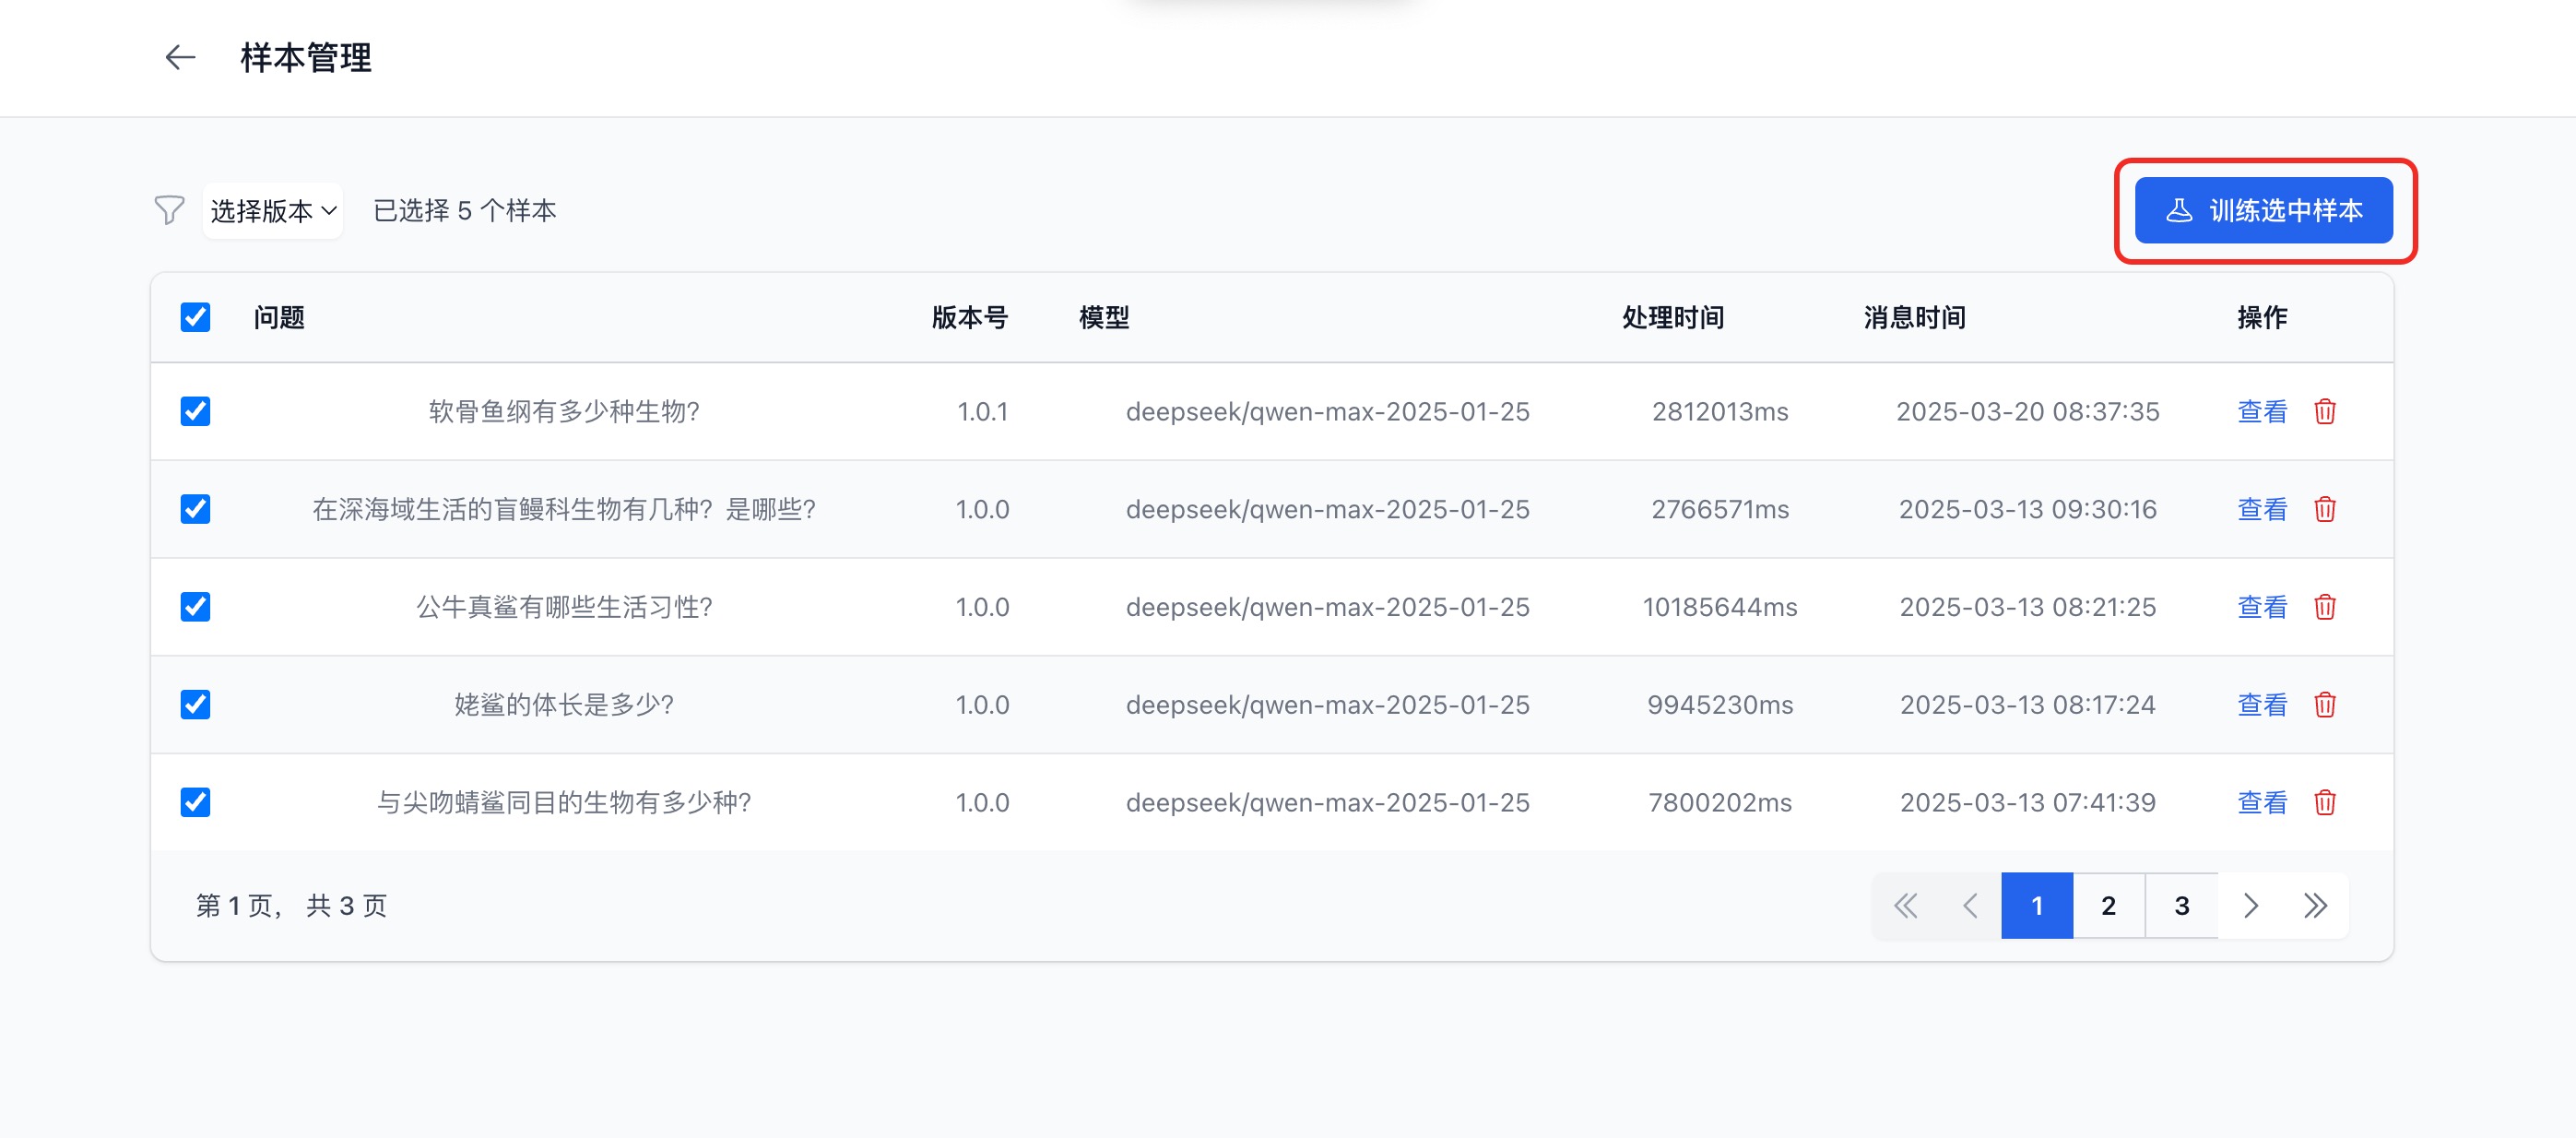 样本管理
选择版本 已选择 5 个样本 训练选中样本
问题 版本号 模型 处理时间 消息时间 操作
软骨鱼纲有多少种生物? 1.0.1 deepseek/qwen-max-2025-01-25 2812013ms 2025-03-20 08:37:35 查看
在深海域生活的盲鳗科生物有几种？是哪些? 1.0.0 deepseek/qwen-max-2025-01-25 2766571ms 2025-03-13 09:30:16 查看
公牛真鲨有哪些生活习性? 1.0.0 deepseek/qwen-max-2025-01-25 10185644ms 2025-03-13 08:21:25 查看
姥鲨的体长是多少? 1.0.0 deepseek/qwen-max-2025-01-25 9945230ms 2025-03-13 08:17:24 查看
与尖吻鲭鲨同目的生物有多少种? 1.0.0 deepseek/qwen-max-2025-01-25 7800202ms 2025-03-13 07:41:39 查看
第 1 页， 共 3 页 1 2 3